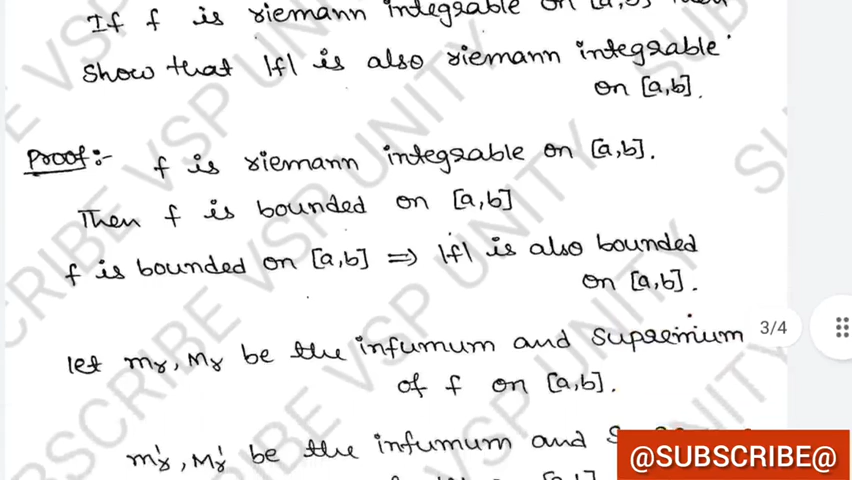 If f is riemann integrable on [a,b] then
Show that |f| is also riemann integrable
on [a,b].
Proof:- f is riemann integrable on [a,b].
Then f is bounded on [a,b]
f is bounded on [a,b] ⇒ |f| is also bounded
on [a,b].
3/4
let mr, Mr be the infumum and Supremium
of f on [a,b].
m'r, M'r be the infumum and
@SUBSCRIBE@